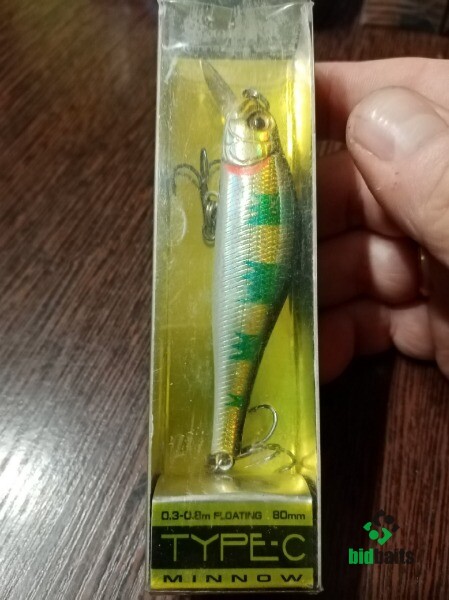 0.3-0.8m FLOATING 80mm
TYPE-C
MINNOW
bidbaits